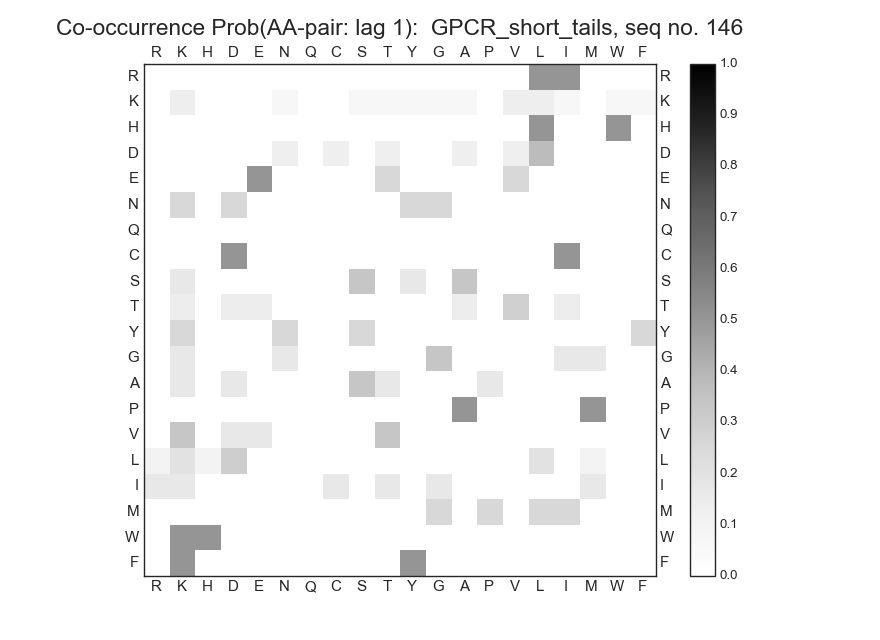 Co-occurrence Prob(AA-pair: lag 1):  GPCR_short_tails, seq no. 146
R K H D E N Q C S T Y G A P V L I M W F
R R 1.0
K K 0.9
H H
D D 0.8
E E
N N 0.7
Q Q
C C 0.6
S S
T T 0.5
Y Y
G G 0.4
A A
P P 0.3
V V
L L 0.2
I I
M M 0.1
W W
F F 0.0
R K H D E N Q C S T Y G A P V L I M W F